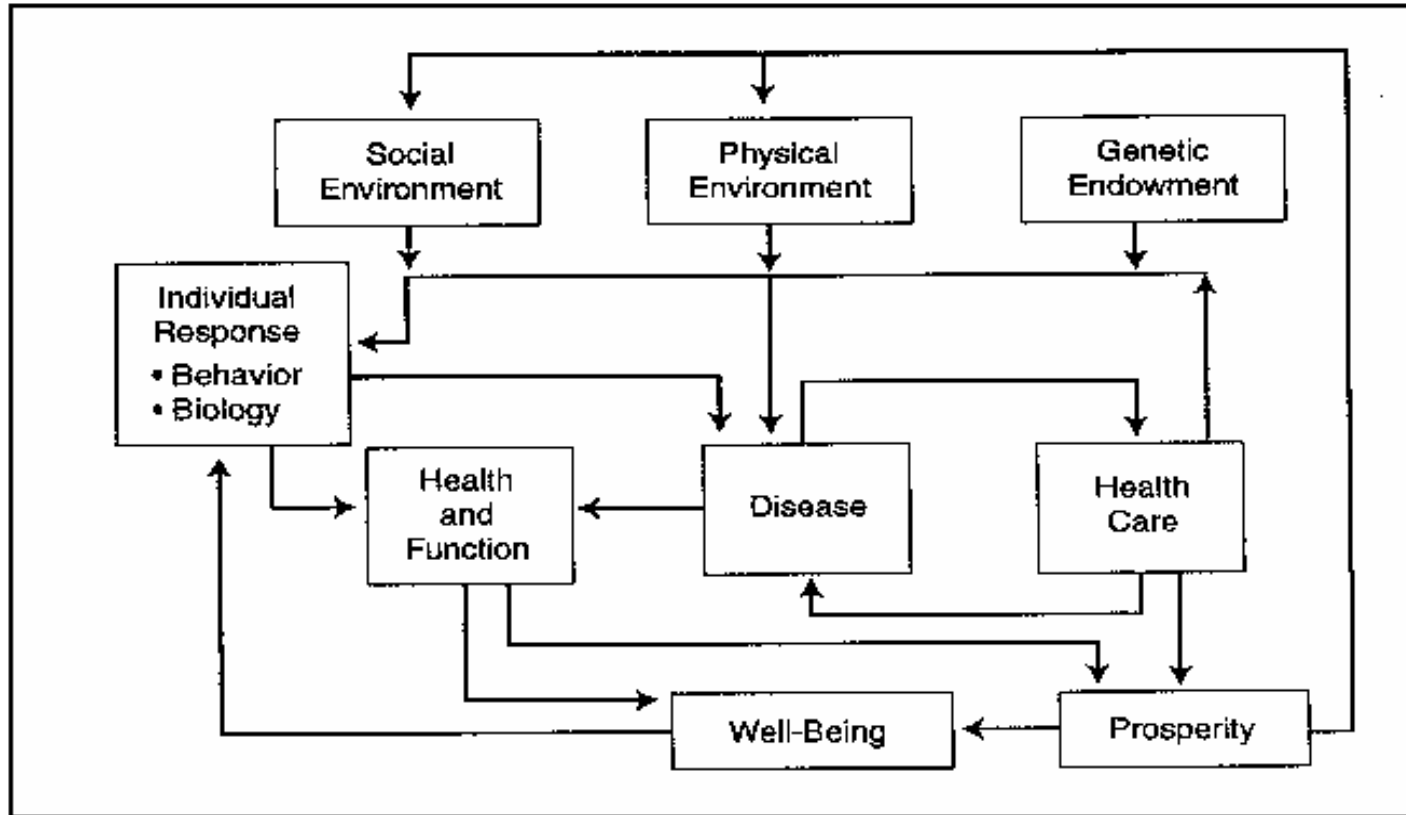 Social
Environment
Physical
Environment
Genetic
Endowment
Individual
Response
• Behavior
• Biology
Health
and
Function
Disease
Health
Care
Well-Being
Prosperity